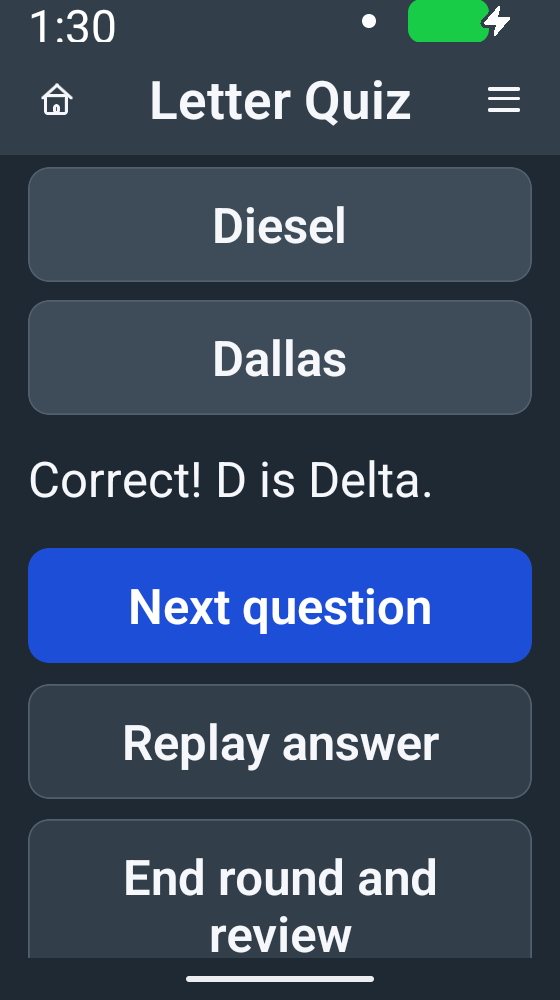 1:30
Letter Quiz
Diesel
Dallas
Correct! D is Delta.
Next question
Replay answer
End round and
review